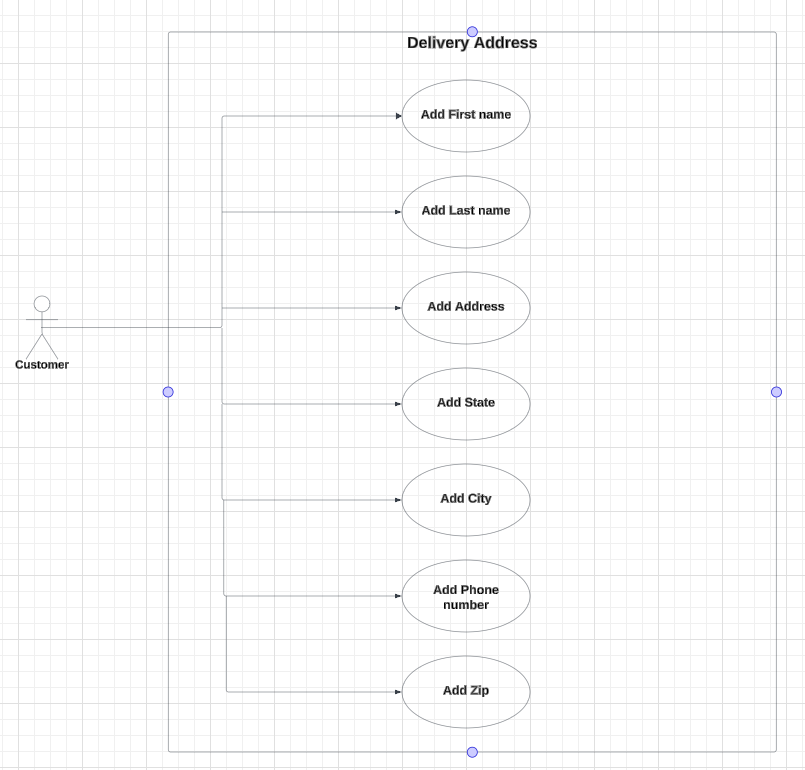 Delivery Address
Add First name
Add Last name
Add Address
Customer
Add State
Add City
Add Phone
number
Add Zip